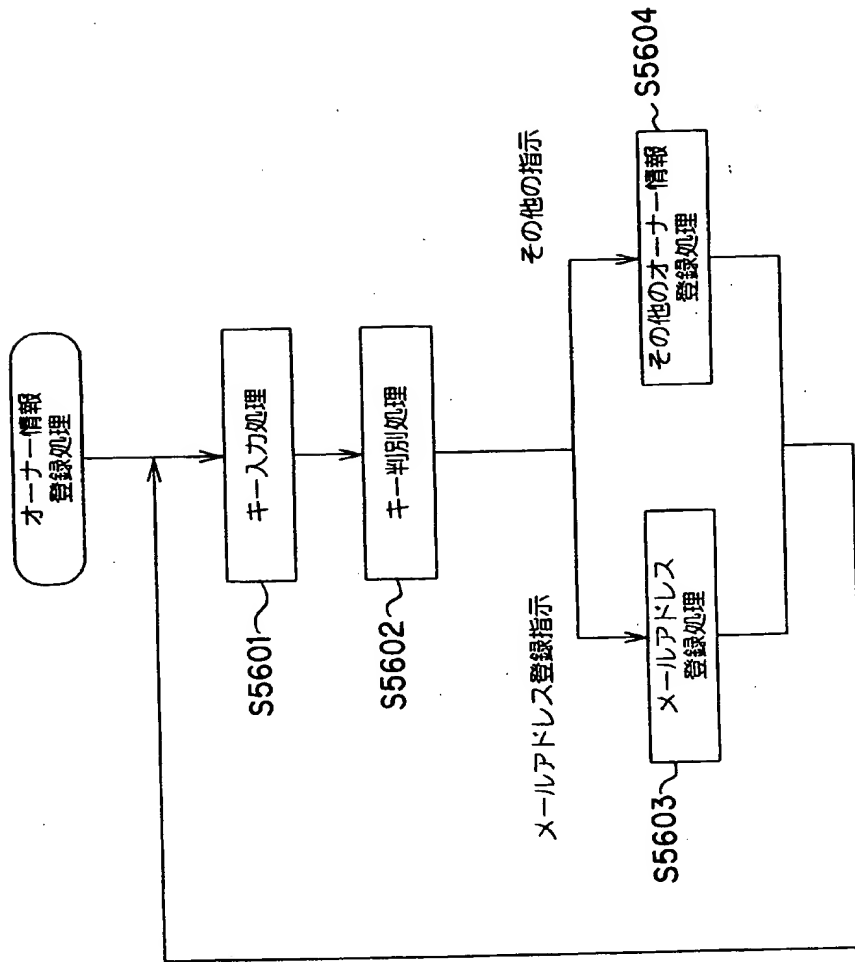 オーナー情報
登録処理
キー入力処理
S5601
キー判別処理
S5602
メールアドレス登録指示
その他の指示
メールアドレス
登録処理
S5603
その他のオーナー情報
登録処理
S5604